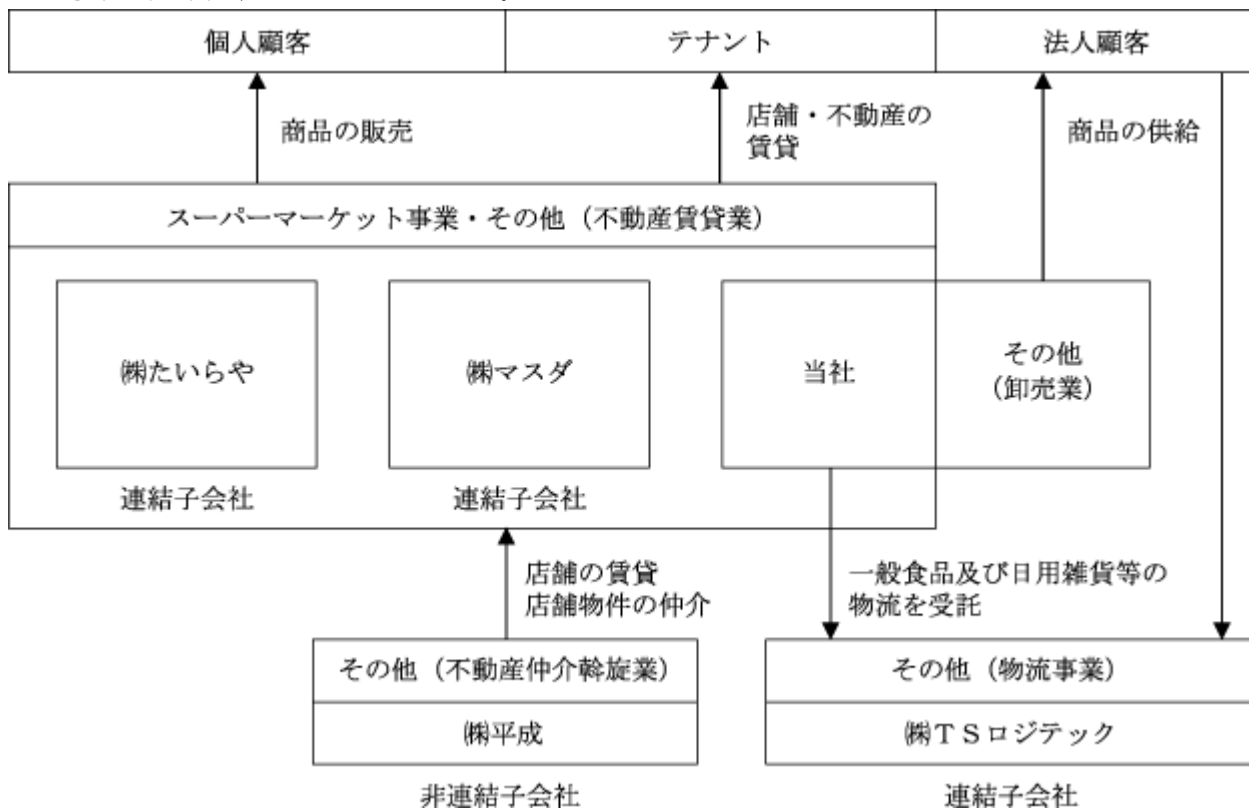 個人顧客
テナント
法人顧客
商品の販売
店舗・不動産の
賃貸
商品の供給
スーパーマーケット事業・その他（不動産賃貸業）
㈱たいらや
㈱マスダ
当社
その他
（卸売業）
連結子会社
連結子会社
店舗の賃貸
店舗物件の仲介
一般食品及び日用雑貨等の
物流を受託
その他（不動産仲介斡旋業）
㈱平成
非連結子会社
その他（物流事業）
㈱ＴＳロジテック
連結子会社